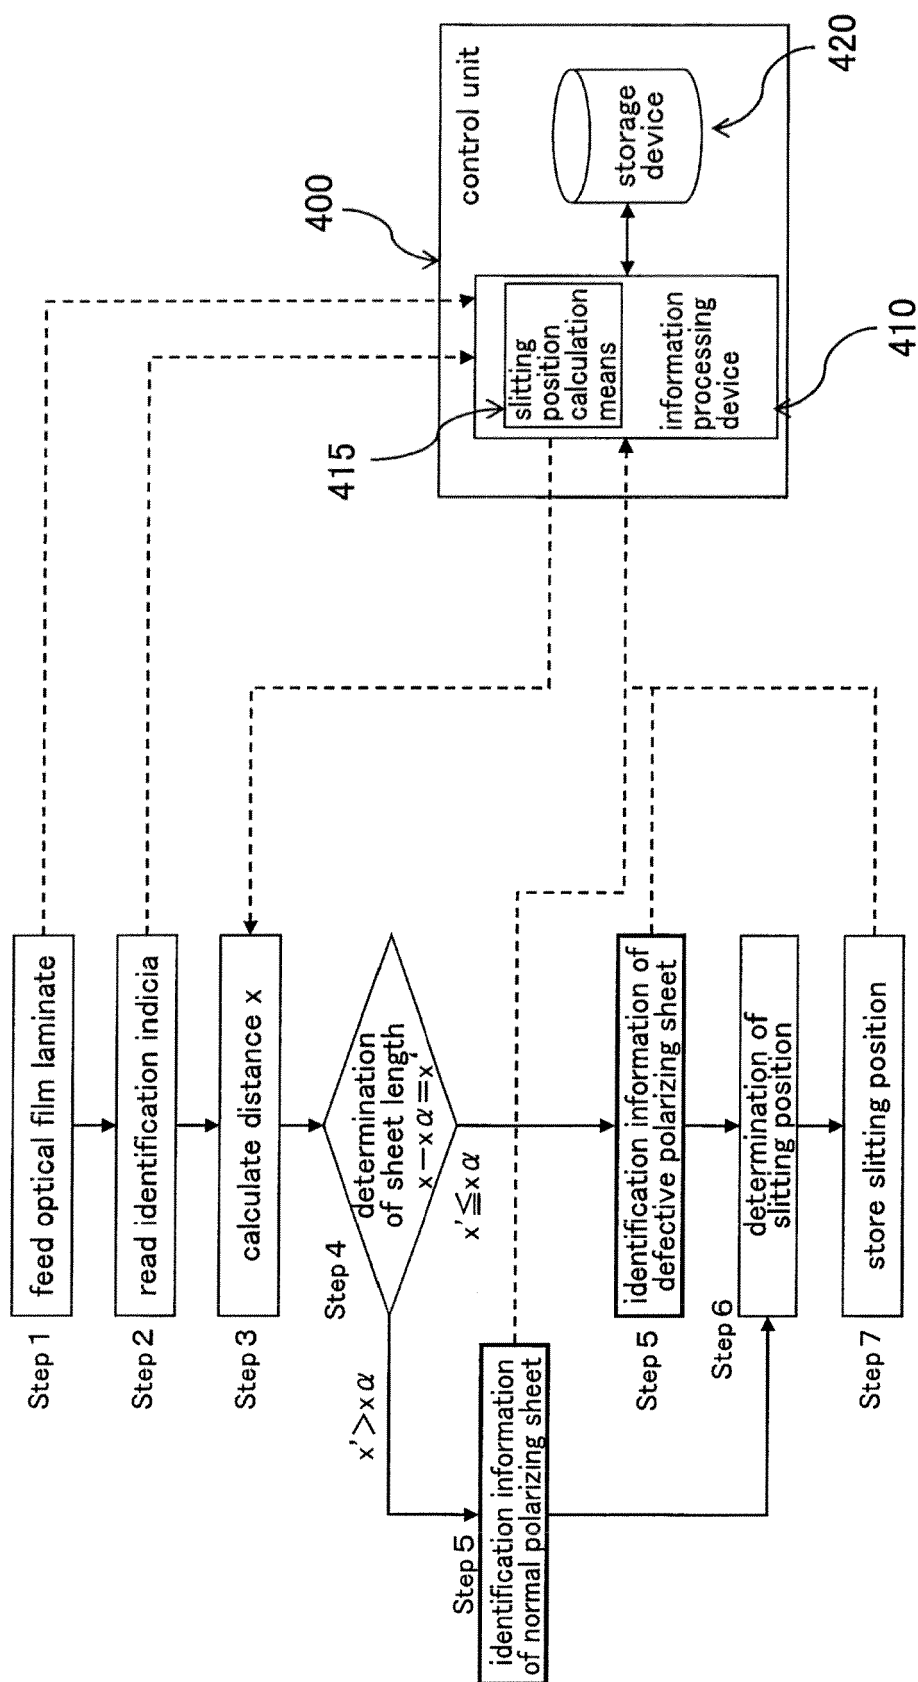 Step 1
feed optical film laminate
Step 2
read identification indicia
Step 3
calculate distance x
Step 4
determination
of sheet length
x－xα＝x'
x'＞xα
x'≦xα
Step 5
identification information
of normal polarizing sheet
Step 5
identification information of
defective polarizing sheet
Step 6
determination of
slitting position
Step 7
store slitting position
400
control unit
415
slitting
position
calculation
means
information
processing
device
410
storage
device
420